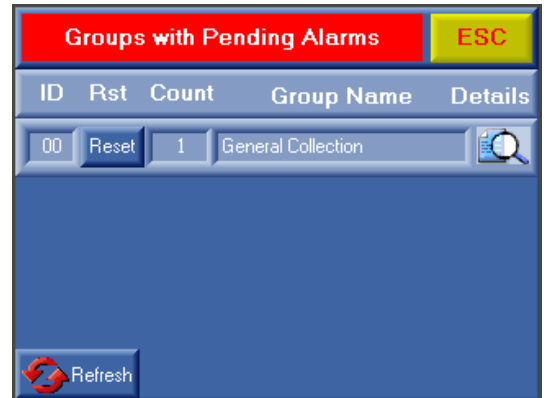 Groups with Pending Alarms ESC
ID Rst Count Group Name Details
00 Reset 1 General Collection
Refresh